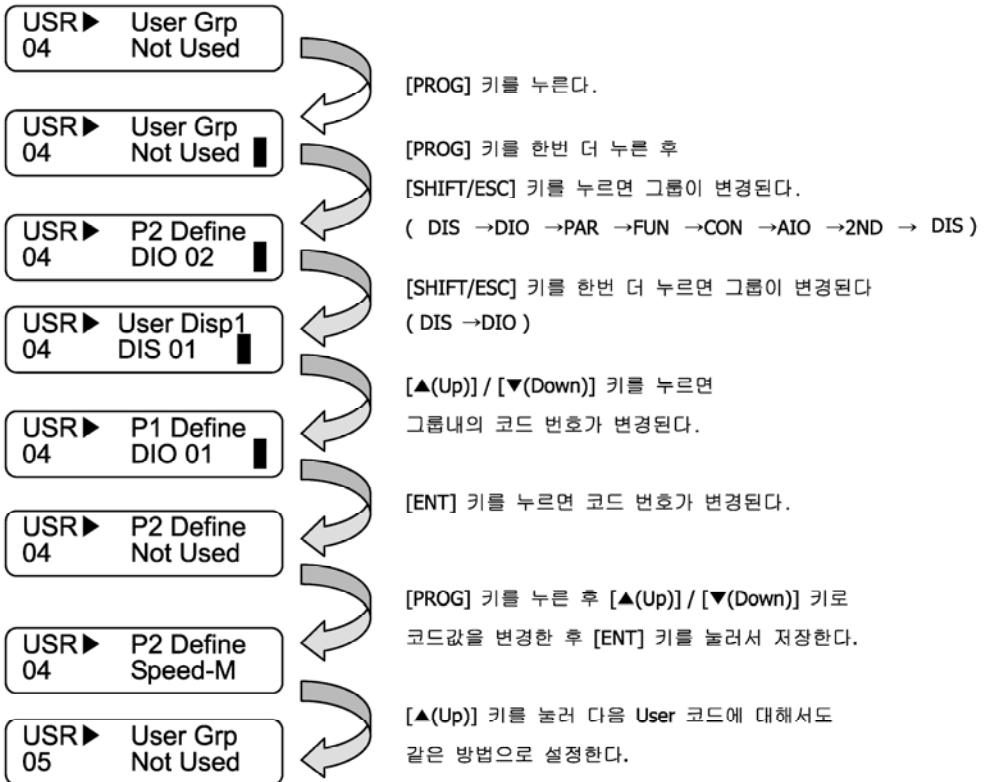 USR▶ User Grp
04 Not Used
[PROG] 키를 누른다.
USR▶ User Grp
04 Not Used
[PROG] 키를 한번 더 누른 후
[SHIFT/ESC] 키를 누르면 그룹이 변경된다.
( DIS →DIO →PAR →FUN →CON →AIO →2ND → DIS )
USR▶ P2 Define
04 DIO 02
[SHIFT/ESC] 키를 한번 더 누르면 그룹이 변경된다
( DIS →DIO )
USR▶ User Disp1
04 DIS 01
[▲(Up)] / [▼(Down)] 키를 누르면
그룹내의 코드 번호가 변경된다.
USR▶ P1 Define
04 DIO 01
[ENT] 키를 누르면 코드 번호가 변경된다.
USR▶ P2 Define
04 Not Used
[PROG] 키를 누른 후 [▲(Up)] / [▼(Down)] 키로
코드값을 변경한 후 [ENT] 키를 눌러서 저장한다.
USR▶ P2 Define
04 Speed-M
[▲(Up)] 키를 눌러 다음 User 코드에 대해서도
같은 방법으로 설정한다.
USR▶ User Grp
05 Not Used